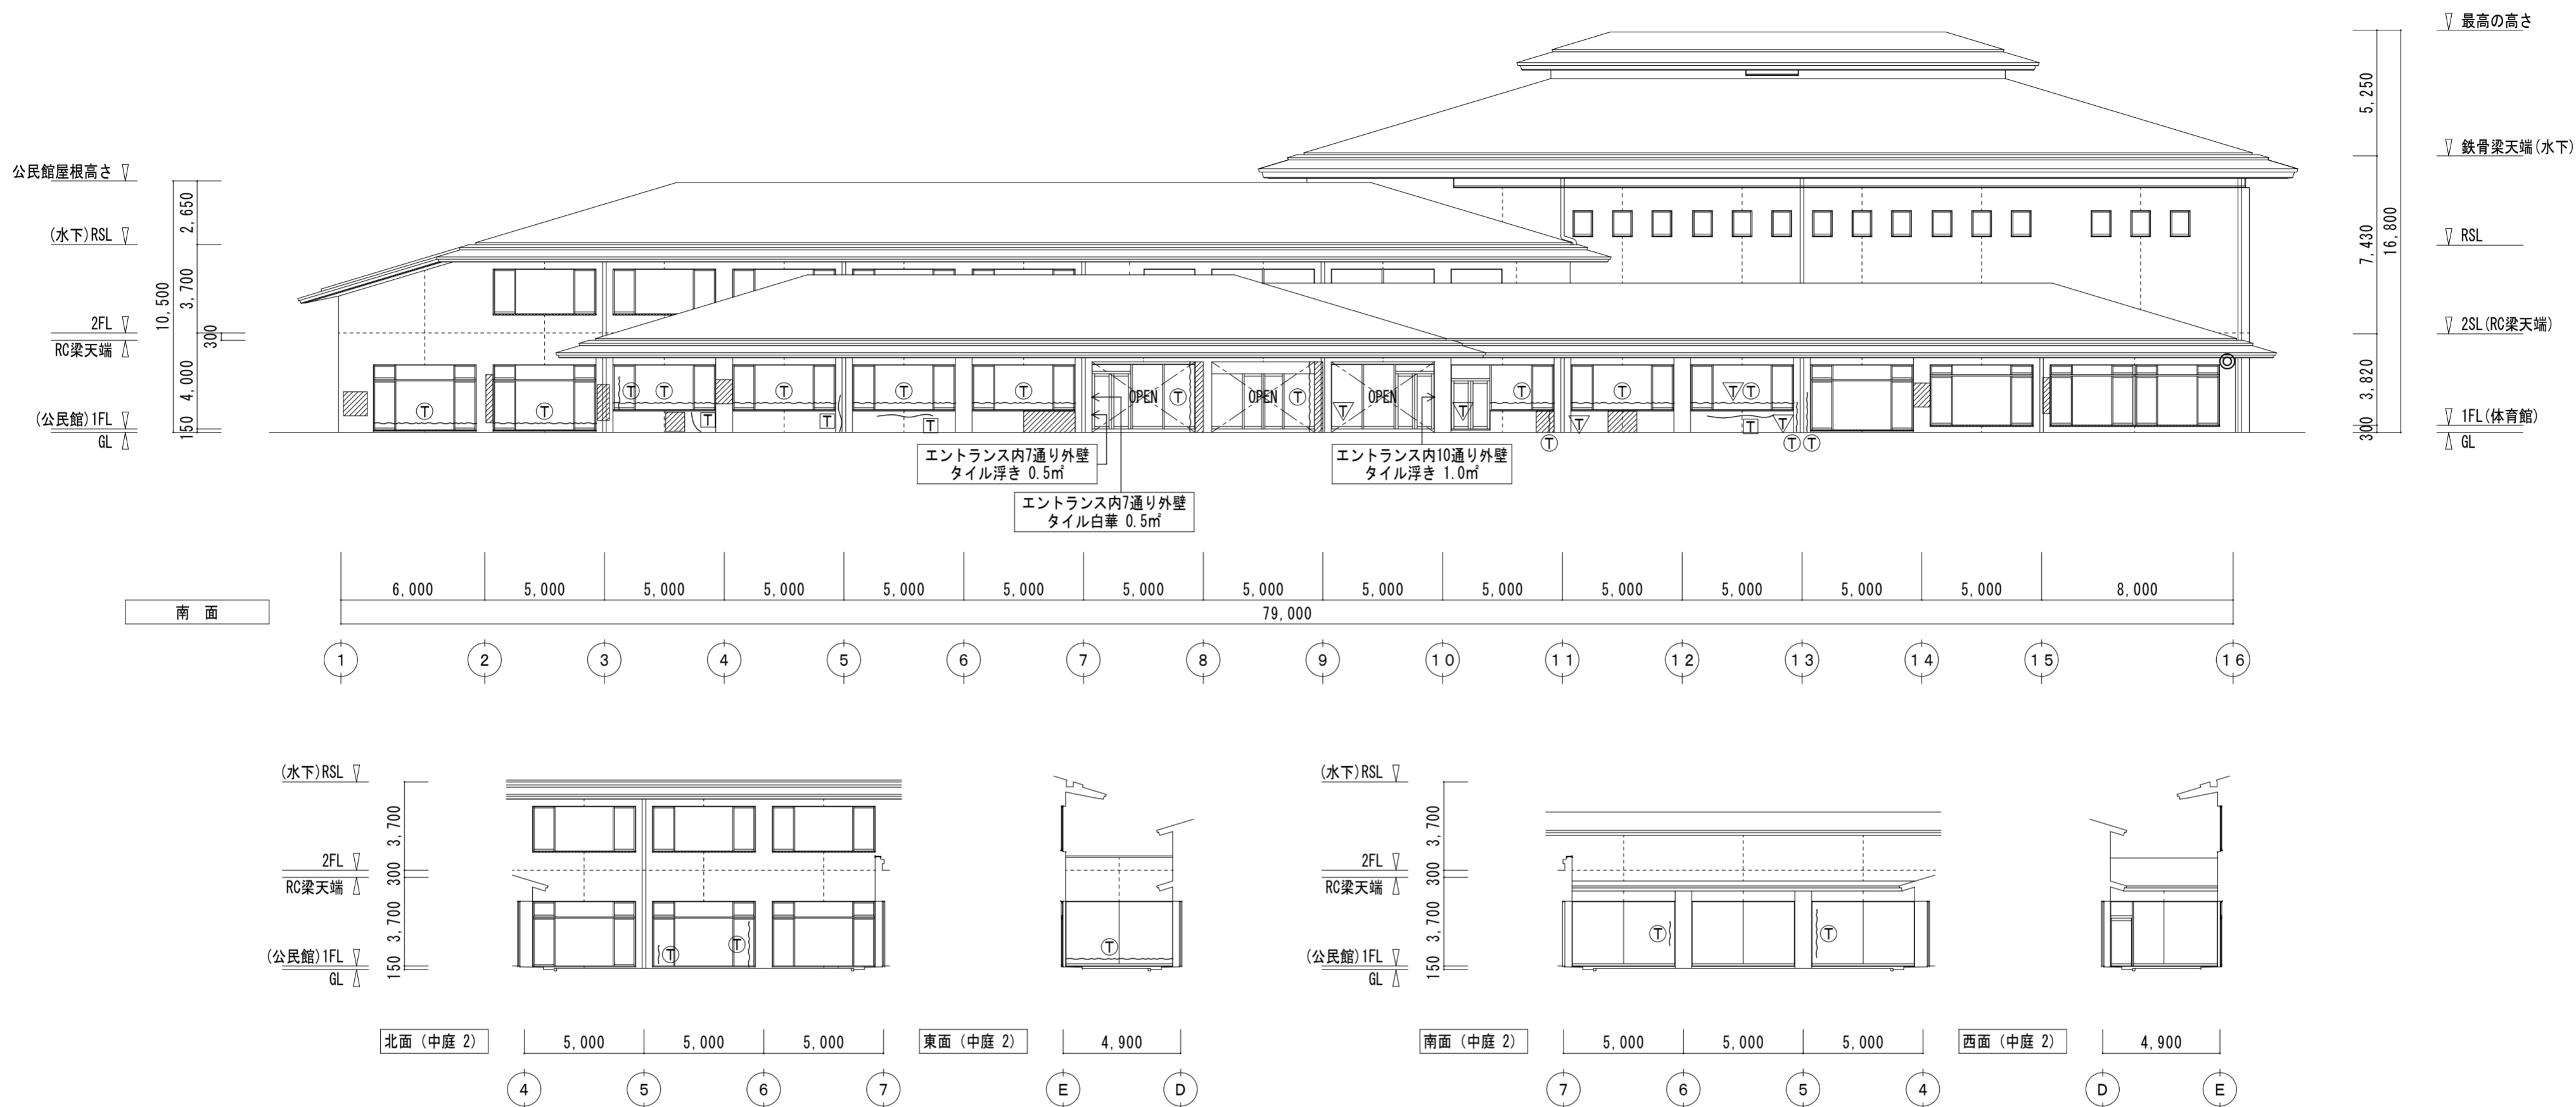 最高の高さ
5,250
鉄骨梁天端(水下)
公民館屋根高さ
2,650
(水下)RSL
RSL
7,430
16,800
10,500
3,700
2FL
300
RC梁天端
2SL(RC梁天端)
4,000
3,820
(公民館)1FL
150
GL
1FL(体育館)
300
GL
T T T T T T T T T T T T T T
OPEN OPEN OPEN
T T T T T T T T T
T T T
エントランス内7通り外壁
タイル浮き 0.5㎡
エントランス内10通り外壁
タイル浮き 1.0㎡
エントランス内7通り外壁
タイル白華 0.5㎡
6,000 5,000 5,000 5,000 5,000 5,000 5,000 5,000 5,000 5,000 5,000 5,000 5,000 5,000 8,000
南 面
79,000
1 2 3 4 5 6 7 8 9 10 11 12 13 14 15 16
(水下)RSL
3,700
2FL
300
RC梁天端
3,700
(公民館)1FL
150
GL
T T
T
(水下)RSL
3,700
2FL
300
RC梁天端
3,700
(公民館)1FL
150
GL
T T
北面(中庭 2)
5,000 5,000 5,000
東面(中庭 2)
4,900
南面(中庭 2)
5,000 5,000 5,000
西面(中庭 2)
4,900
4 5 6 7
E D
7 6 5 4
D E